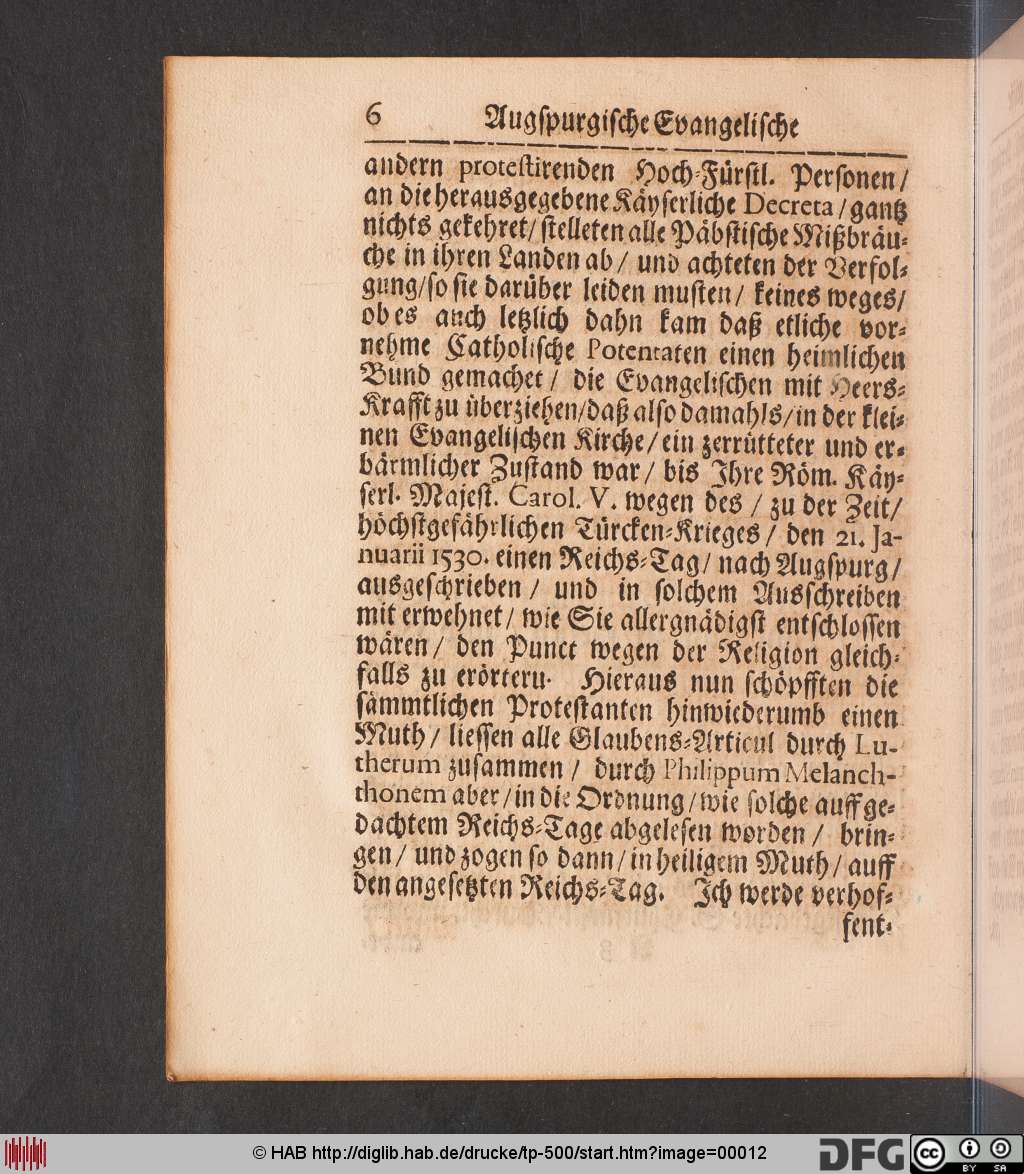 6 Augspurgische Evangelische
andern protestirenden Hoch-Fürstl. Personen/
an die herausgegebene Käyserliche Decreta/gantz
nichts gekehret/stelleten alle Päbstische Mißbräu-
che in ihren Landen ab/ und achteten der Verfol-
gung/so sie darüber leiden musten/ keines weges/
ob es auch letzlich dahn kam daß etliche vor-
nehme Catholische Potentaten einen heimlichen
Bund gemachet/ die Evangelischen mit Heers-
Krafft zu überziehen/daß also damahls/in der klei-
nen Evangelischen Kirche/ein zerrütteter und er-
bärmlicher Zustand war/ bis Ihre Röm. Käy-
serl. Majest. Carol. V. wegen des / zu der Zeit/
höchstgefährlichen Türcken-Krieges/ den 21. Ja-
nuarii 1530. einen Reichs-Tag/ nach Augspurg/
ausgeschrieben/ und in solchem Ausschreiben
mit erwehnet/ wie Sie allergnädigst entschlossen
wären/ den Punct wegen der Religion gleich-
falls zu erörteru. Hieraus nun schöpfften die
sämmtlichen Protestanten hinwiederumb einen
Muth/ liessen alle Glaubens-Articul durch Lu-
therum zusammen / durch Philippum Melanch-
thonem aber/in die Ordnung/wie solche auff ge-
dachtem Reichs-Tage abgelesen worden/ brin-
gen/ und zogen so dann/in heiligem Muth/auff
den angesetzten Reichs-Tag. Ich werde verhof-
fent-
© HAB http://diglib.hab.de/drucke/tp-500/start.htm?image=00012
DFG
cc
BY SA